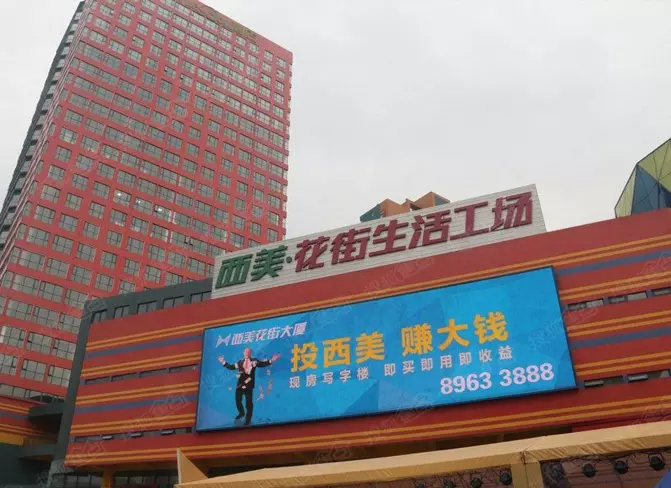 西美·花街生活工场
西美花街大厦
投西美 赚大钱
现房写字楼 即买即用即收益
8963 3888